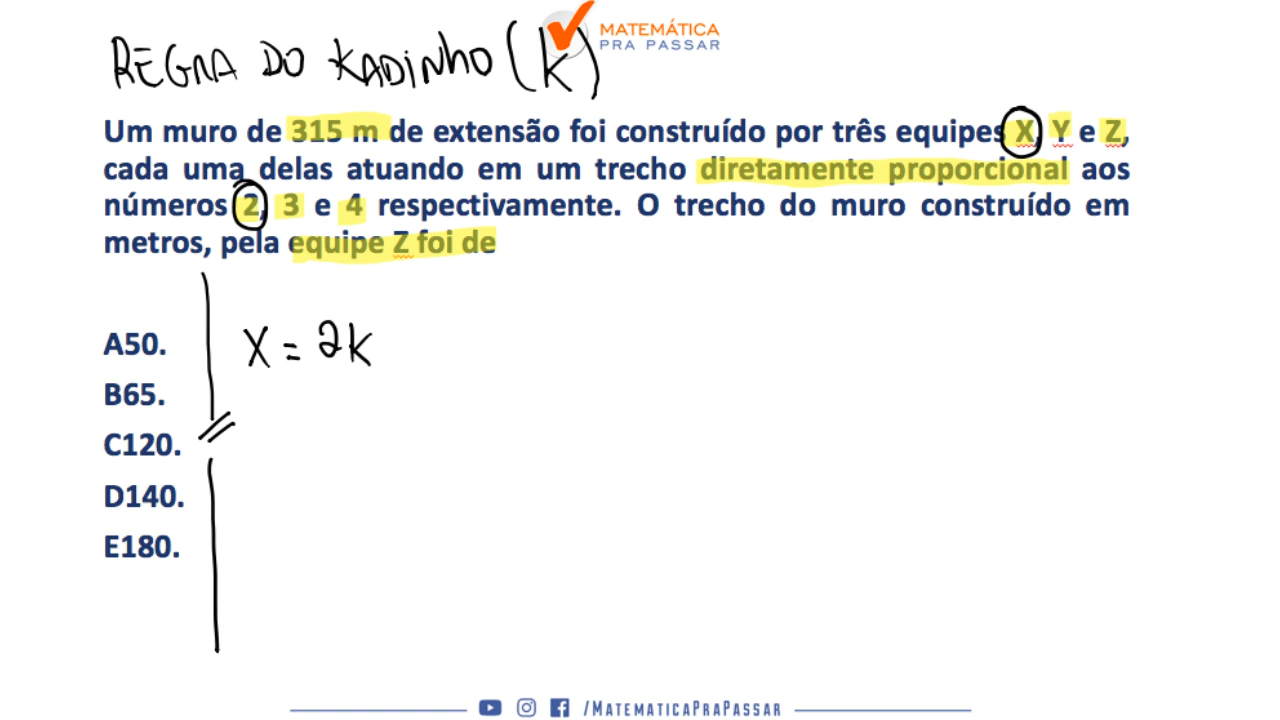 REGRA DO KADINHO (K)
MATEMÁTICA
PRA PASSAR
Um muro de 315 m de extensão foi construído por três equipes X, Y e Z,
cada uma delas atuando em um trecho diretamente proporcional aos
números 2, 3 e 4 respectivamente. O trecho do muro construído em
metros, pela equipe Z foi de
A50.
X = 2K
B65.
C120.
D140.
E180.
/MATEMATICAPRAPASSAR